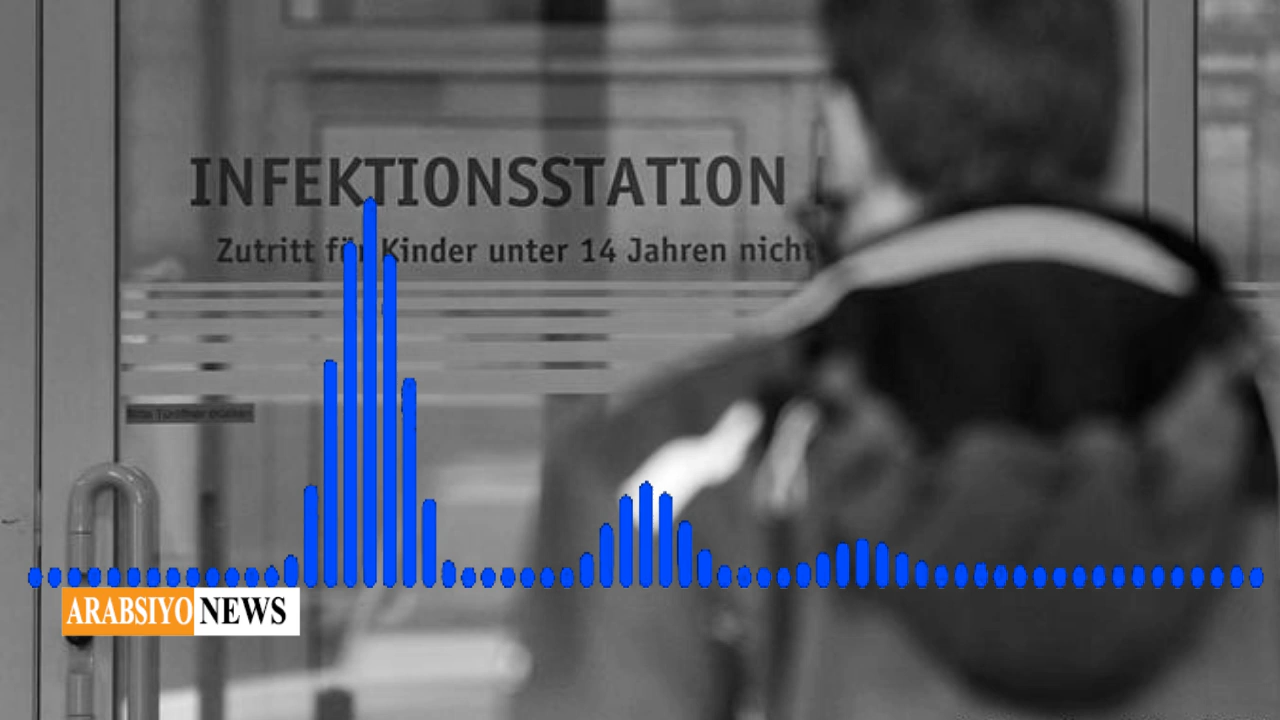 INFEKTIONSSTATION
Zutritt für Kinder unter 14 Jahren nicht
ARABSIYO NEWS